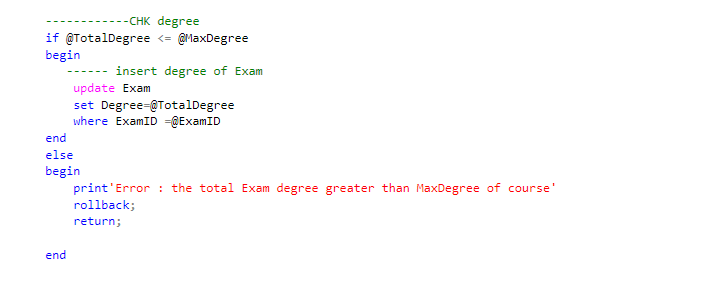 ------------CHK degree
if @TotalDegree <= @MaxDegree
begin
------ insert degree of Exam
update Exam
set Degree=@TotalDegree
where ExamID =@ExamID
end
else
begin
print'Error : the total Exam degree greater than MaxDegree of course'
rollback;
return;
end